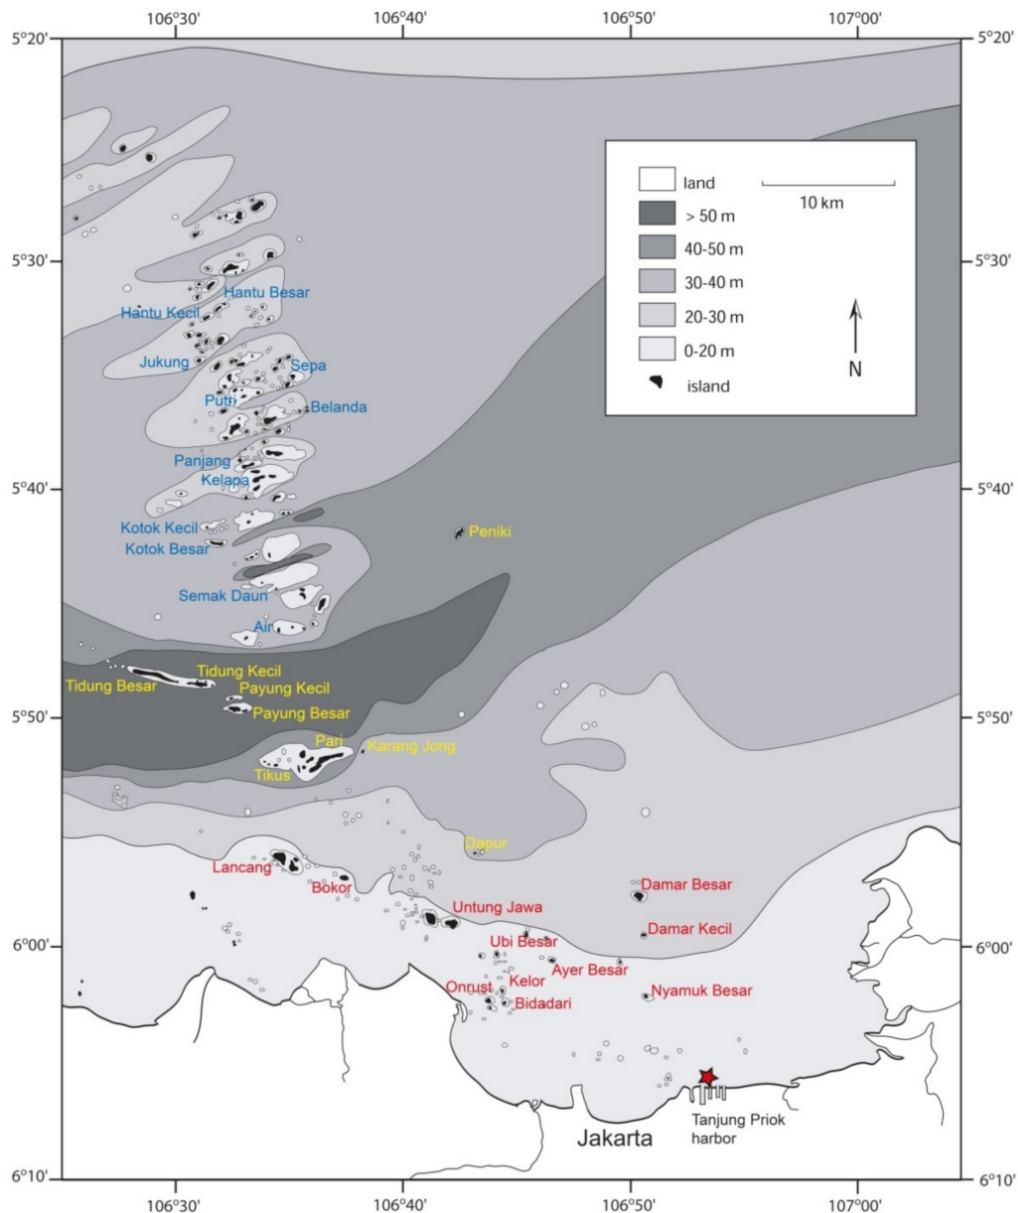 106°30' 106°40' 106°50' 107°00'
5°20' 5°20'
land
> 50 m
10 km
40-50 m
5°30' 5°30'
30-40 m
Hantu Besar
Hantu Kecil
20-30 m
0-20 m
Jukung
Sepa
N
island
Putri
Belanda
Panjang
Kelapa
5°40' 5°40'
Kotok Kecil
Peniki
Kotok Besar
Semak Daun
Air
Tidung Kecil
Tidung Besar
Payung Kecil
Payung Besar
5°50' 5°50'
Pari
Karang Jong
Tikus
Dapur
Lancang
Bokor
Damar Besar
Untung Jawa
Damar Kecil
Ubi Besar
6°00' 6°00'
Ayer Besar
Kelor
Onrust
Nyamuk Besar
Bidadari
Tanjung Priok
harbor
Jakarta
6°10' 6°10'
106°30' 106°40' 106°50' 107°00'